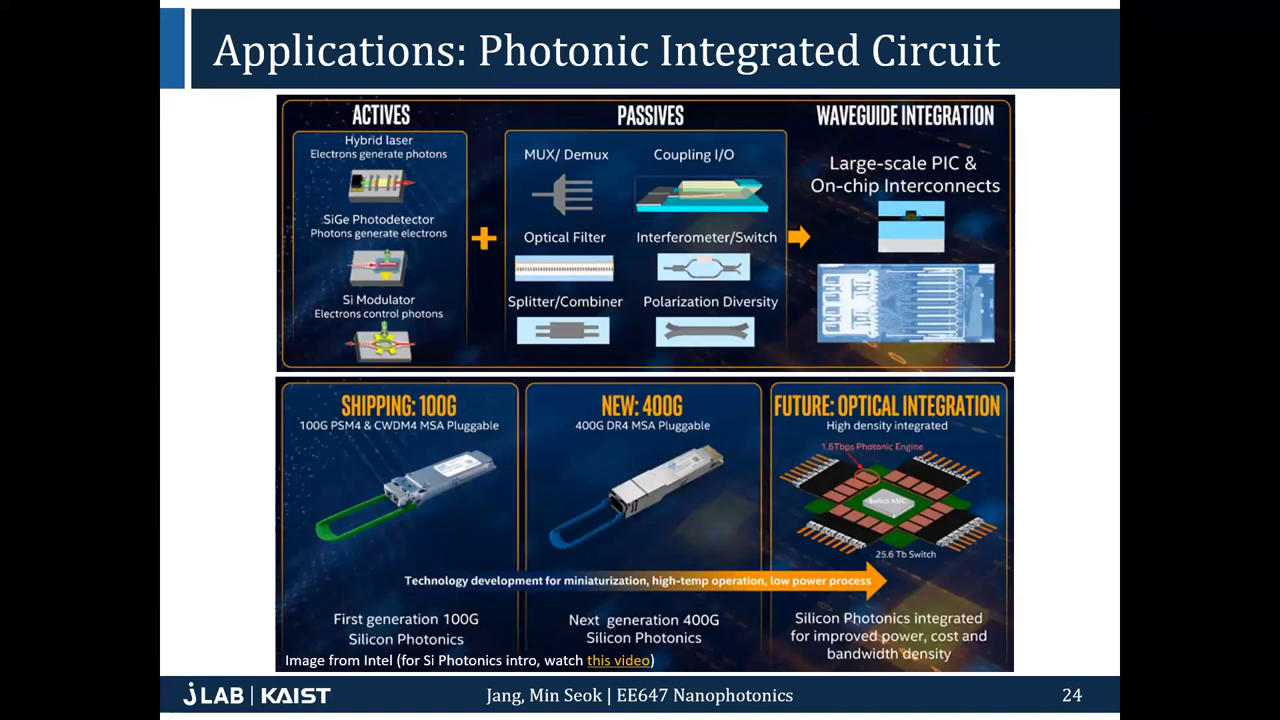 Applications: Photonic Integrated Circuit
ACTIVES
Hybrid laser
Electrons generate photons
SiGe Photodetector
Photons generate electrons
Si Modulator
Electrons control photons
PASSIVES
MUX/ Demux
Coupling I/O
Optical Filter
Interferometer/Switch
Splitter/Combiner
Polarization Diversity
WAVEGUIDE INTEGRATION
Large-scale PIC &
On-chip Interconnects
SHIPPING: 100G
100G PSM4 & CWDM4 MSA Pluggable
NEW: 400G
400G DR4 MSA Pluggable
FUTURE: OPTICAL INTEGRATION
High density integrated
1.6Tbps Photonic Engine
Switch ASIC
25.6 Tb Switch
Technology development for miniaturization, high-temp operation, low power process
First generation 100G
Silicon Photonics
Next generation 400G
Silicon Photonics
Silicon Photonics integrated
for improved power, cost and
bandwidth density
Image from Intel (for Si Photonics intro, watch this video)
jLAB | KAIST
Jang, Min Seok | EE647 Nanophotonics
24